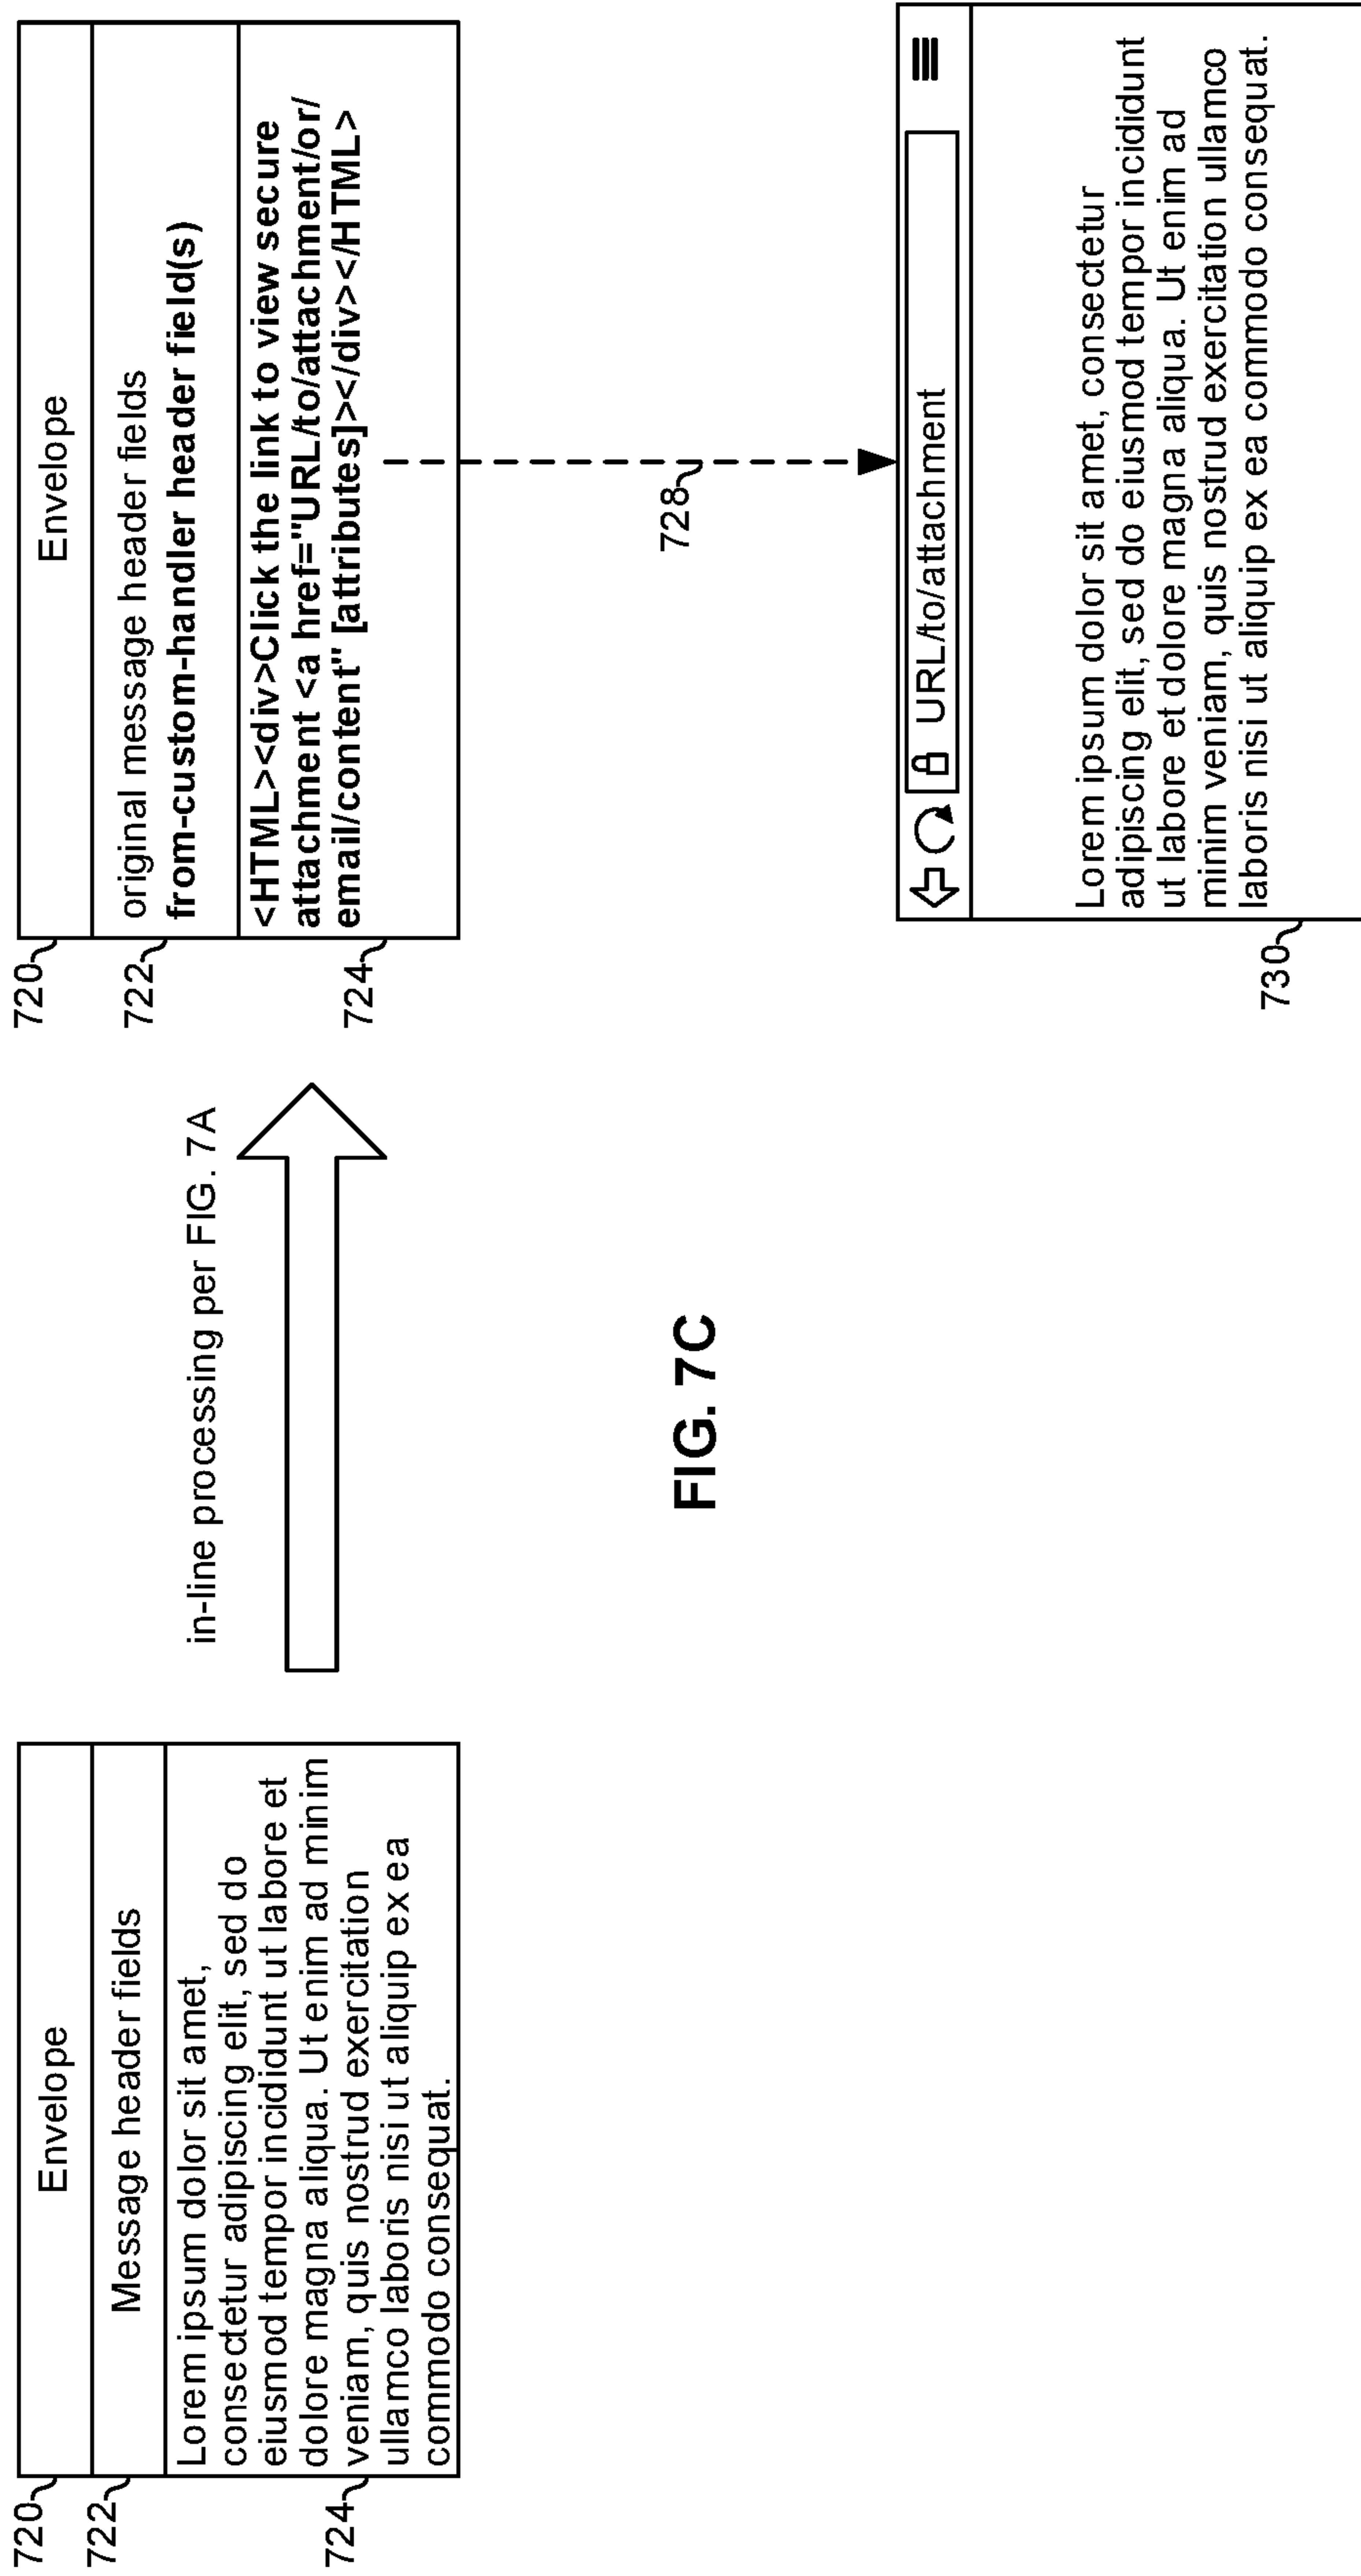 720
Envelope
722
Message header fields
724
Lorem ipsum dolor sit amet,
consectetur adipiscing elit, sed do
eiusmod tempor incididunt ut labore et
dolore magna aliqua. Ut enim ad minim
veniam, quis nostrud exercitation
ullamco laboris nisi ut aliquip ex ea
commodo consequat.
in-line processing per FIG. 7A
720
Envelope
722
original message header fields
from-custom-handler header field(s)
724
<HTML><div>Click the link to view secure
attachment <a href="URL/to/attachment/or/
email/content" [attributes]></div></HTML>
728
URL/to/attachment
730
Lorem ipsum dolor sit amet, consectetur
adipiscing elit, sed do eiusmod tempor incididunt
ut labore et dolore magna aliqua. Ut enim ad
minim veniam, quis nostrud exercitation ullamco
laboris nisi ut aliquip ex ea commodo consequat.
FIG. 7C